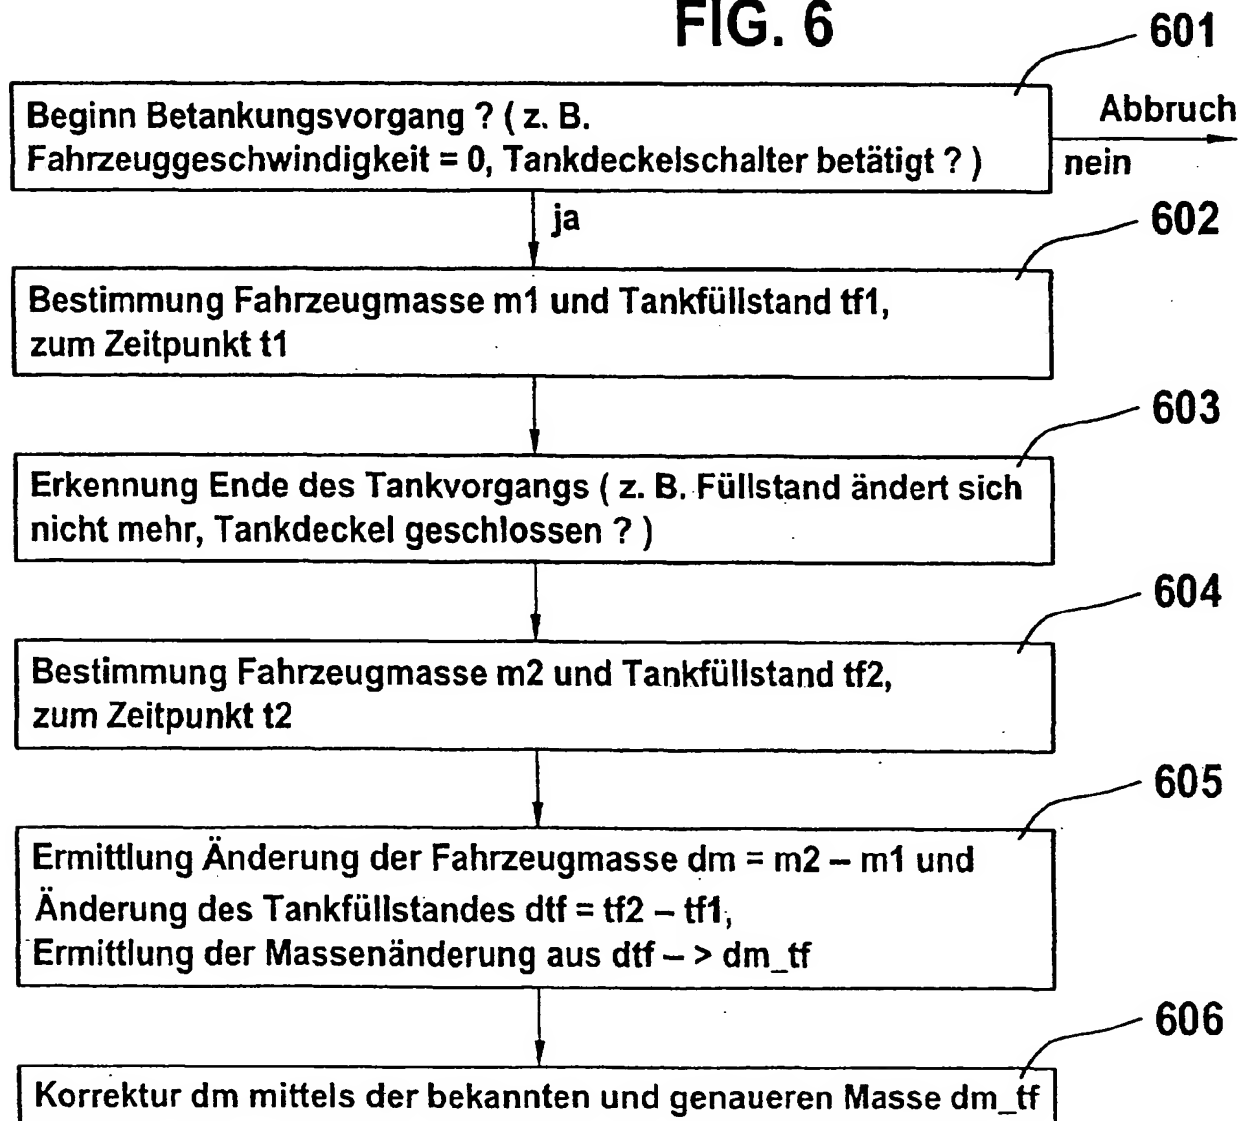 FIG. 6
601
Beginn Betankungsvorgang ? ( z. B.
Fahrzeuggeschwindigkeit = 0, Tankdeckelschalter betätigt ? )
Abbruch
nein
ja
602
Bestimmung Fahrzeugmasse m1 und Tankfüllstand tf1,
zum Zeitpunkt t1
603
Erkennung Ende des Tankvorgangs ( z. B. Füllstand ändert sich
nicht mehr, Tankdeckel geschlossen ? )
604
Bestimmung Fahrzeugmasse m2 und Tankfüllstand tf2,
zum Zeitpunkt t2
605
Ermittlung Änderung der Fahrzeugmasse dm = m2 – m1 und
Änderung des Tankfüllstandes dtf = tf2 – tf1,
Ermittlung der Massenänderung aus dtf – > dm_tf
606
Korrektur dm mittels der bekannten und genaueren Masse dm_tf